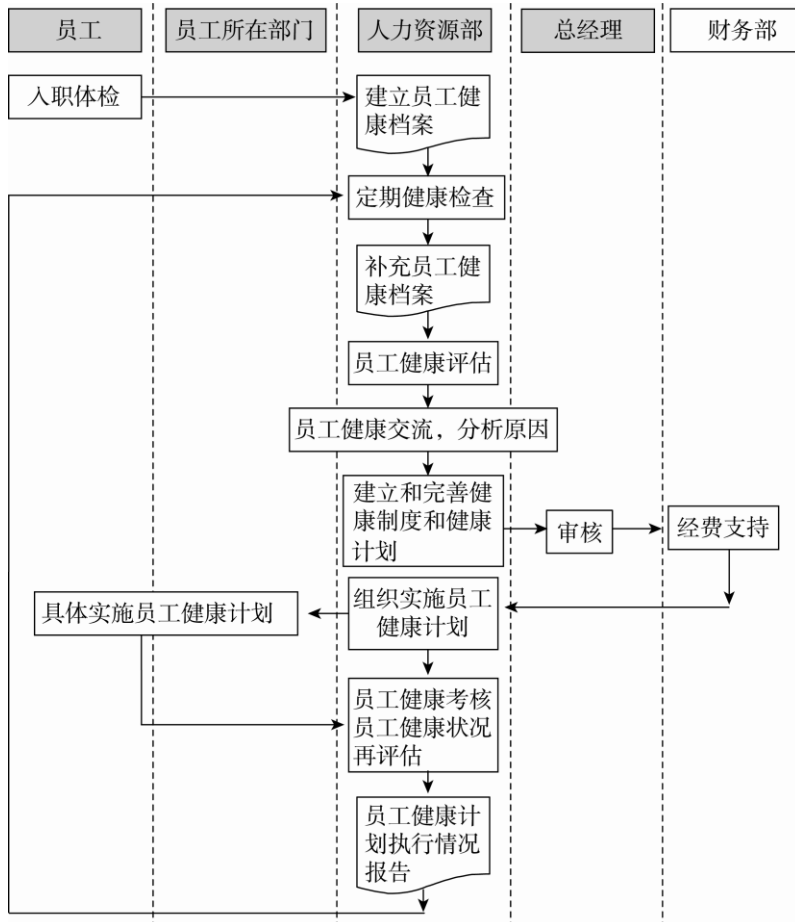 员工
员工所在部门
人力资源部
总经理
财务部
入职体检
建立员工健
康档案
定期健康检查
补充员工健
康档案
员工健康评估
员工健康交流，分析原因
建立和完善健
康制度和健康
计划
审核
经费支持
具体实施员工健康计划
组织实施员工
健康计划
员工健康考核
员工健康状况
再评估
员工健康计
划执行情况
报告